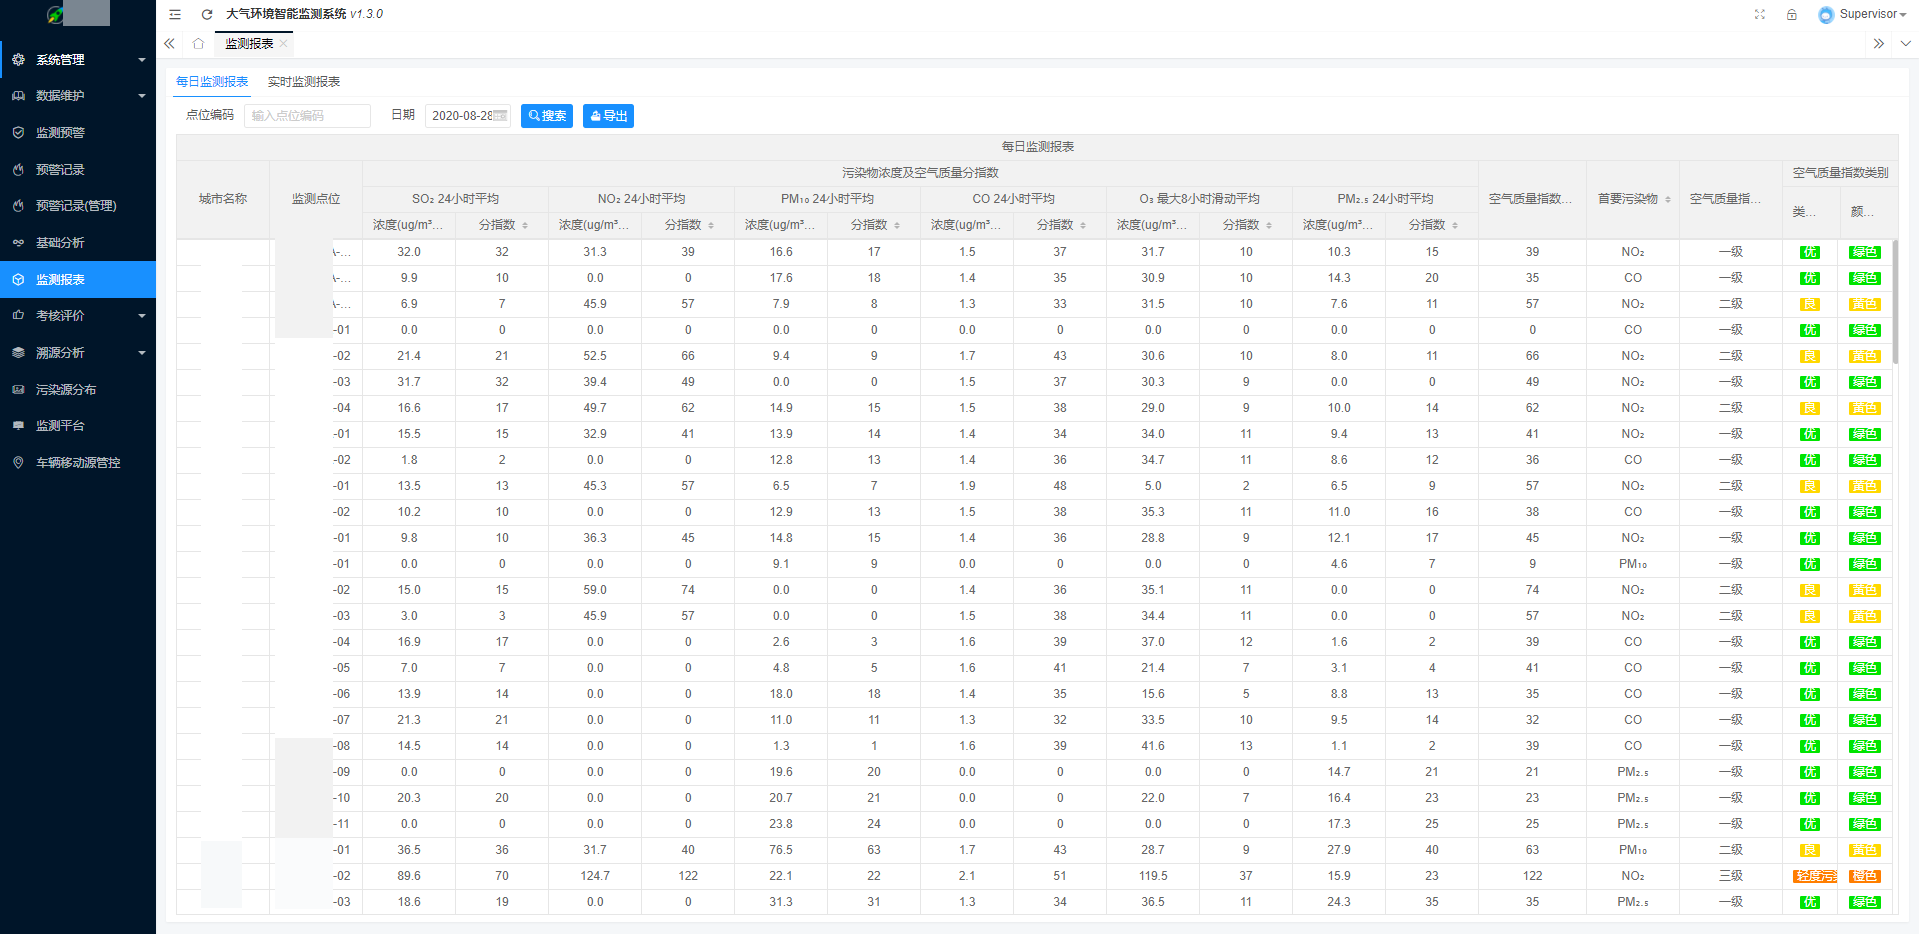 大气环境智能监测系统 v1.3.0
Supervisor
系统管理
数据维护
监测预警
预警记录
预警记录(管理)
基础分析
监测报表
考核评价
溯源分析
污染源分布
监测平台
车辆移动源管控
监测报表
每日监测报表 实时监测报表
点位编码 输入点位编码 日期 2020-08-28 搜索 导出
每日监测报表
城市名称 监测点位 污染物浓度及空气质量分指数 空气质量指数... 首要污染物 空气质量指... 空气质量指数类别
SO₂ 24小时平均 NO₂ 24小时平均 PM₁₀ 24小时平均 CO 24小时平均 O₃ 最大8小时滑动平均 PM₂.₅ 24小时平均 类... 颜...
浓度(ug/m³... 分指数 浓度(ug/m³... 分指数 浓度(ug/m³... 分指数 浓度(ug/m³... 分指数 浓度(ug/m³... 分指数 浓度(ug/m³... 分指数
A-... 32.0 32 31.3 39 16.6 17 1.5 37 31.7 10 10.3 15 39 NO₂ 一级 优 绿色
A-... 9.9 10 0.0 0 17.6 18 1.4 35 30.9 10 14.3 20 35 CO 一级 优 绿色
A-... 6.9 7 45.9 57 7.9 8 1.3 33 31.5 10 7.6 11 57 NO₂ 二级 良 黄色
-01 0.0 0 0.0 0 0.0 0 0.0 0 0.0 0 0.0 0 0 CO 一级 优 绿色
-02 21.4 21 52.5 66 9.4 9 1.7 43 30.6 10 8.0 11 66 NO₂ 二级 良 黄色
-03 31.7 32 39.4 49 0.0 0 1.5 37 30.3 9 0.0 0 49 NO₂ 一级 优 绿色
-04 16.6 17 49.7 62 14.9 15 1.5 38 29.0 9 10.0 14 62 NO₂ 二级 良 黄色
-01 15.5 15 32.9 41 13.9 14 1.4 34 34.0 11 9.4 13 41 NO₂ 一级 优 绿色
-02 1.8 2 0.0 0 12.8 13 1.4 36 34.7 11 8.6 12 36 CO 一级 优 绿色
-01 13.5 13 45.3 57 6.5 7 1.9 48 5.0 2 6.5 9 57 NO₂ 二级 良 黄色
-02 10.2 10 0.0 0 12.9 13 1.5 38 35.3 11 11.0 16 38 CO 一级 优 绿色
-01 9.8 10 36.3 45 14.8 15 1.4 36 28.8 9 12.1 17 45 NO₂ 一级 优 绿色
-01 0.0 0 0.0 0 9.1 9 0.0 0 0.0 0 4.6 7 9 PM₁₀ 一级 优 绿色
-02 15.0 15 59.0 74 0.0 0 1.4 36 35.1 11 0.0 0 74 NO₂ 二级 良 黄色
-03 3.0 3 45.9 57 0.0 0 1.5 38 34.4 11 0.0 0 57 NO₂ 二级 良 黄色
-04 16.9 17 0.0 0 2.6 3 1.6 39 37.0 12 1.6 2 39 CO 一级 优 绿色
-05 7.0 7 0.0 0 4.8 5 1.6 41 21.4 7 3.1 4 41 CO 一级 优 绿色
-06 13.9 14 0.0 0 18.0 18 1.4 35 15.6 5 8.8 13 35 CO 一级 优 绿色
-07 21.3 21 0.0 0 11.0 11 1.3 32 33.5 10 9.5 14 32 CO 一级 优 绿色
-08 14.5 14 0.0 0 1.3 1 1.6 39 41.6 13 1.1 2 39 CO 一级 优 绿色
-09 0.0 0 0.0 0 19.6 20 0.0 0 0.0 0 14.7 21 21 PM₂.₅ 一级 优 绿色
-10 20.3 20 0.0 0 20.7 21 0.0 0 22.0 7 16.4 23 23 PM₂.₅ 一级 优 绿色
-11 0.0 0 0.0 0 23.8 24 0.0 0 0.0 0 17.3 25 25 PM₂.₅ 一级 优 绿色
-01 36.5 36 31.7 40 76.5 63 1.7 43 28.7 9 27.9 40 63 PM₁₀ 二级 良 黄色
-02 89.6 70 124.7 122 22.1 22 2.1 51 119.5 37 15.9 23 122 NO₂ 三级 轻度污 橙色
-03 18.6 19 0.0 0 31.3 31 1.3 34 36.5 11 24.3 35 35 PM₂.₅ 一级 优 绿色